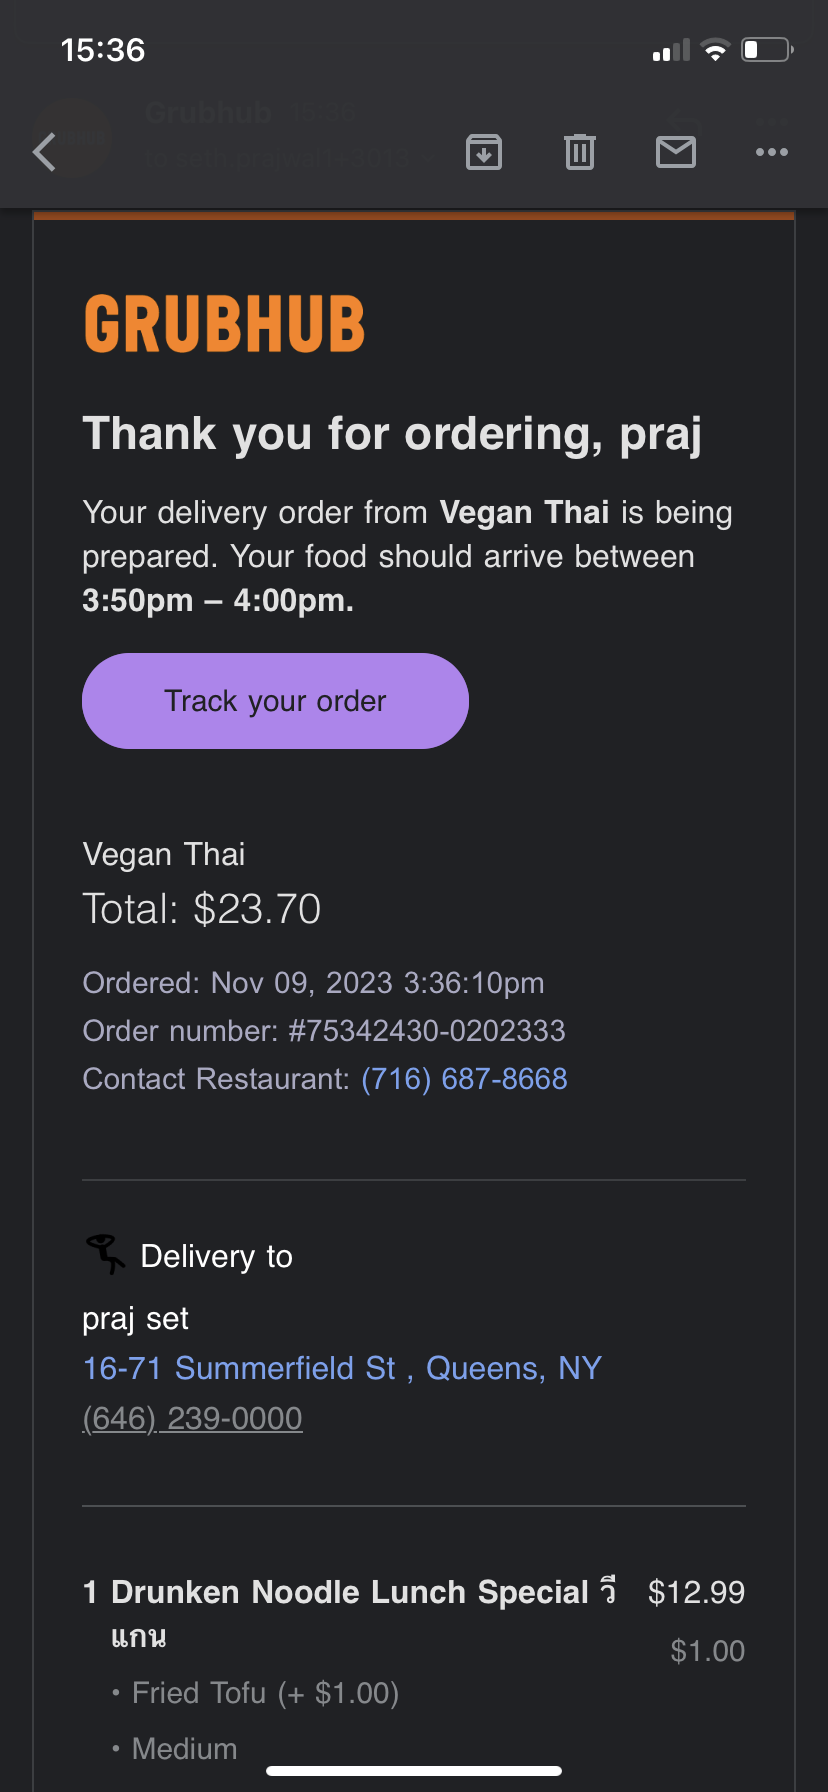 15:36
Grubhub 15:36
GRUBHUB
Thank you for ordering, praj
Your delivery order from Vegan Thai is being
prepared. Your food should arrive between
3:50pm – 4:00pm.
Track your order
Vegan Thai
Total: $23.70
Ordered: Nov 09, 2023 3:36:10pm
Order number: #75342430-0202333
Contact Restaurant: (716) 687-8668
Delivery to
praj set
16-71 Summerfield St , Queens, NY
(646) 239-0000
1 Drunken Noodle Lunch Special วี $12.99
แกน
$1.00
• Fried Tofu (+ $1.00)
• Medium